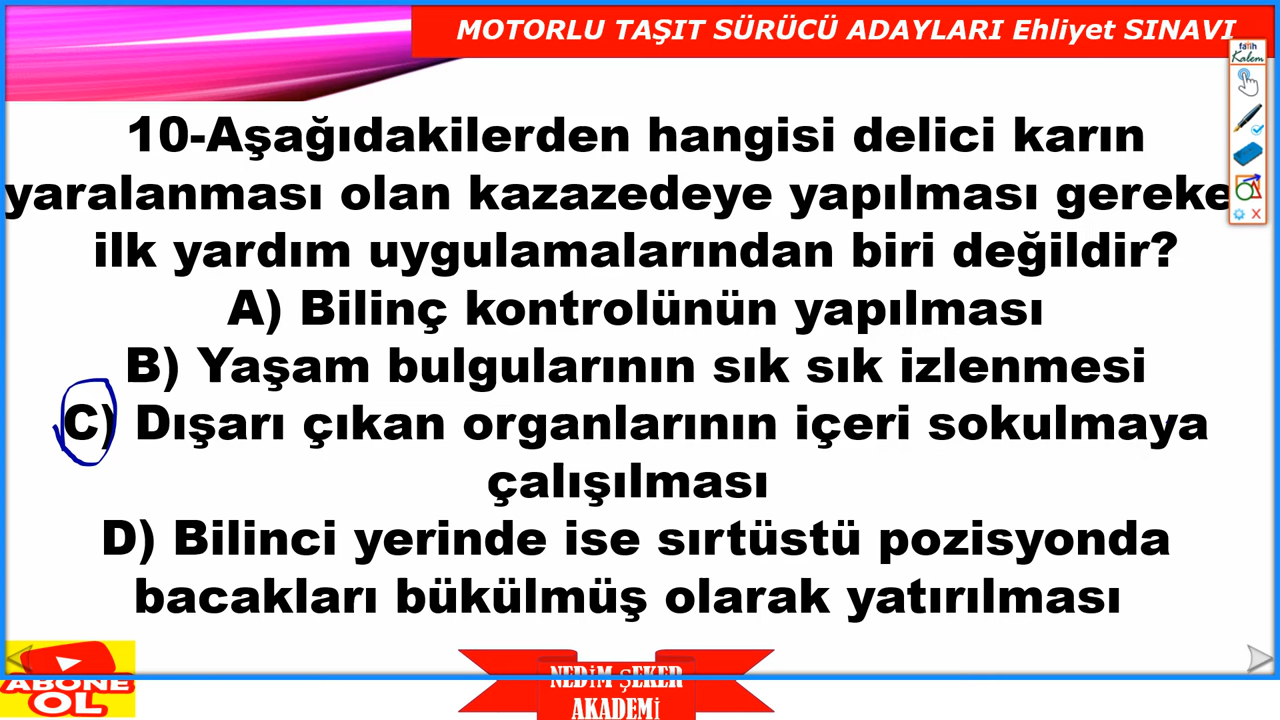 MOTORLU TAŞIT SÜRÜCÜ ADAYLARI Ehliyet SINAVI
fatih
Kalem
10-Aşağıdakilerden hangisi delici karın
yaralanması olan kazazedeye yapılması gereke
ilk yardım uygulamalarından biri değildir?
A) Bilinç kontrolünün yapılması
B) Yaşam bulgularının sık sık izlenmesi
C) Dışarı çıkan organlarının içeri sokulmaya
çalışılması
D) Bilinci yerinde ise sırtüstü pozisyonda
bacakları bükülmüş olarak yatırılması
ABONE
OL
NEDİM ŞEKER
AKADEMİ